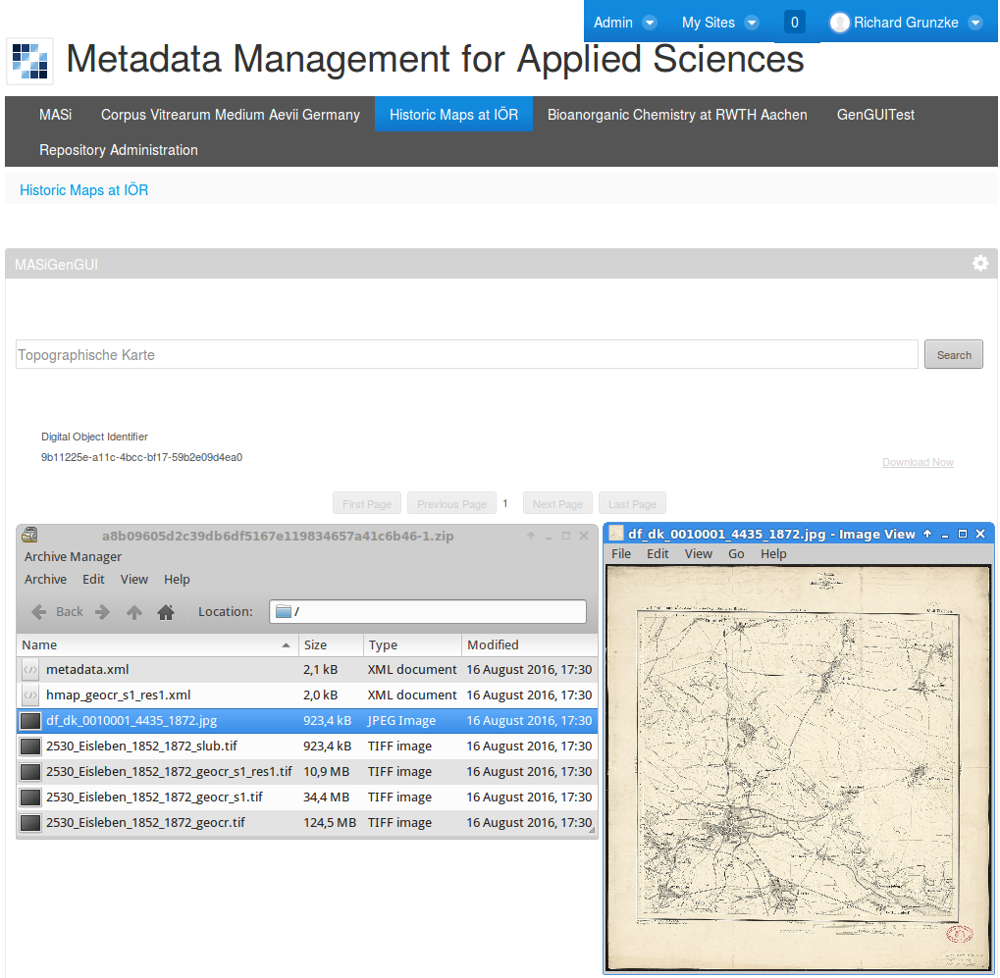 Admin My Sites 0 Richard Grunzke
Metadata Management for Applied Sciences
MASi Corpus Vitrearum Medium Aevii Germany Historic Maps at IÖR Bioanorganic Chemistry at RWTH Aachen GenGUITest
Repository Administration
Historic Maps at IÖR
MASiGenGUI
Topographische Karte Search
Digital Object Identifier
9b11225e-a11c-4bcc-bf17-59b2e09d4ea0
Download Now
First Page Previous Page 1 Next Page Last Page
a8b09605d2c39db6df5167e119834657a41c6b46-1.zip
Archive Manager
Archive Edit View Help
Back Location: /
Name Size Type Modified
metadata.xml 2,1 kB XML document 16 August 2016, 17:30
hmap_geocr_s1_res1.xml 2,0 kB XML document 16 August 2016, 17:30
df_dk_0010001_4435_1872.jpg 923,4 kB JPEG Image 16 August 2016, 17:30
2530_Eisleben_1852_1872_slub.tif 923,4 kB TIFF image 16 August 2016, 17:30
2530_Eisleben_1852_1872_geocr_s1_res1.tif 10,9 MB TIFF image 16 August 2016, 17:30
2530_Eisleben_1852_1872_geocr_s1.tif 34,4 MB TIFF image 16 August 2016, 17:30
2530_Eisleben_1852_1872_geocr.tif 124,5 MB TIFF image 16 August 2016, 17:30
df_dk_0010001_4435_1872.jpg - Image View
File Edit View Go Help